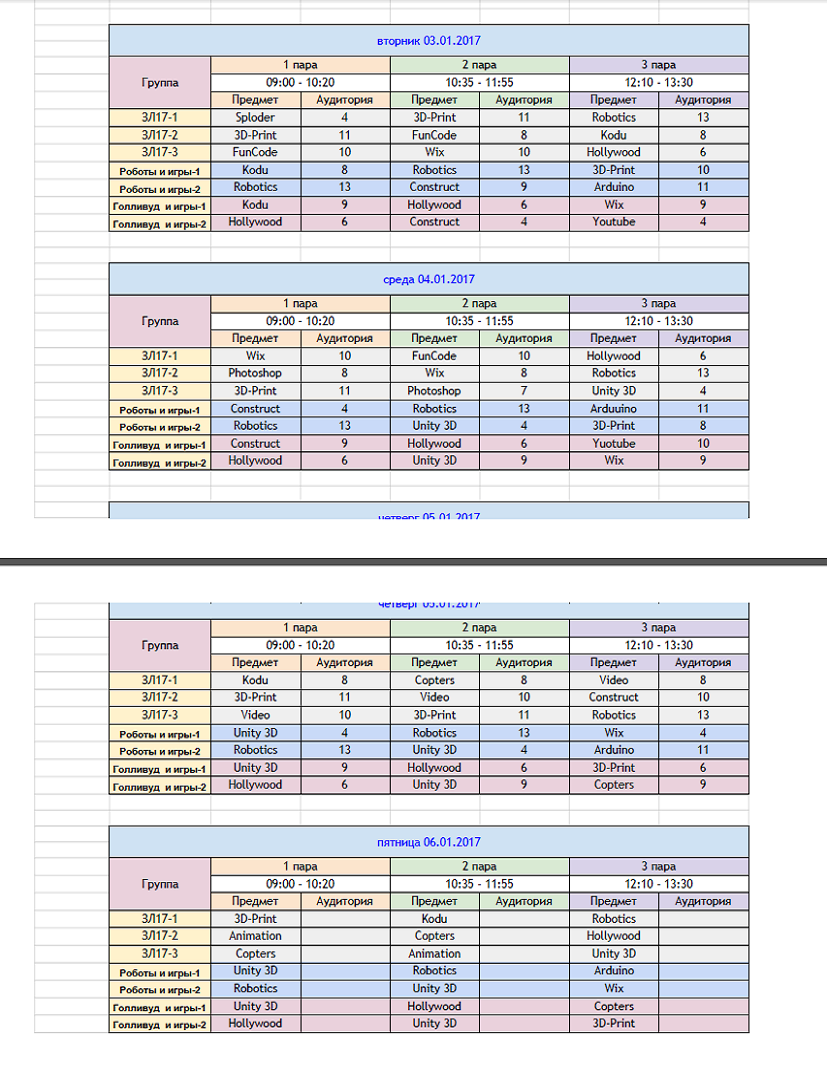 вторник 03.01.2017
Группа 1 пара 2 пара 3 пара
09:00 - 10:20 10:35 - 11:55 12:10 - 13:30
Предмет Аудитория Предмет Аудитория Предмет Аудитория
ЗЛ17-1 Sploder 4 3D-Print 11 Robotics 13
ЗЛ17-2 3D-Print 11 FunCode 8 Kodu 8
ЗЛ17-3 FunCode 10 Wix 10 Hollywood 6
Роботы и игры-1 Kodu 8 Robotics 13 3D-Print 10
Роботы и игры-2 Robotics 13 Construct 9 Arduino 11
Голливуд и игры-1 Kodu 9 Hollywood 6 Wix 9
Голливуд и игры-2 Hollywood 6 Construct 4 Youtube 4
среда 04.01.2017
Группа 1 пара 2 пара 3 пара
09:00 - 10:20 10:35 - 11:55 12:10 - 13:30
Предмет Аудитория Предмет Аудитория Предмет Аудитория
ЗЛ17-1 Wix 10 FunCode 10 Hollywood 6
ЗЛ17-2 Photoshop 8 Wix 8 Robotics 13
ЗЛ17-3 3D-Print 11 Photoshop 7 Unity 3D 4
Роботы и игры-1 Construct 4 Robotics 13 Arduuino 11
Роботы и игры-2 Robotics 13 Unity 3D 4 3D-Print 8
Голливуд и игры-1 Construct 9 Hollywood 6 Yuotube 10
Голливуд и игры-2 Hollywood 6 Unity 3D 9 Wix 9
четверг 05.01.2017
четверг 05.01.2017
Группа 1 пара 2 пара 3 пара
09:00 - 10:20 10:35 - 11:55 12:10 - 13:30
Предмет Аудитория Предмет Аудитория Предмет Аудитория
ЗЛ17-1 Kodu 8 Copters 8 Video 8
ЗЛ17-2 3D-Print 11 Video 10 Construct 10
ЗЛ17-3 Video 10 3D-Print 11 Robotics 13
Роботы и игры-1 Unity 3D 4 Robotics 13 Wix 4
Роботы и игры-2 Robotics 13 Unity 3D 4 Arduino 11
Голливуд и игры-1 Unity 3D 9 Hollywood 6 3D-Print 6
Голливуд и игры-2 Hollywood 6 Unity 3D 9 Copters 9
пятница 06.01.2017
Группа 1 пара 2 пара 3 пара
09:00 - 10:20 10:35 - 11:55 12:10 - 13:30
Предмет Аудитория Предмет Аудитория Предмет Аудитория
ЗЛ17-1 3D-Print Kodu Robotics
ЗЛ17-2 Animation Copters Hollywood
ЗЛ17-3 Copters Animation Unity 3D
Роботы и игры-1 Unity 3D Robotics Arduino
Роботы и игры-2 Robotics Unity 3D Wix
Голливуд и игры-1 Unity 3D Hollywood Copters
Голливуд и игры-2 Hollywood Unity 3D 3D-Print